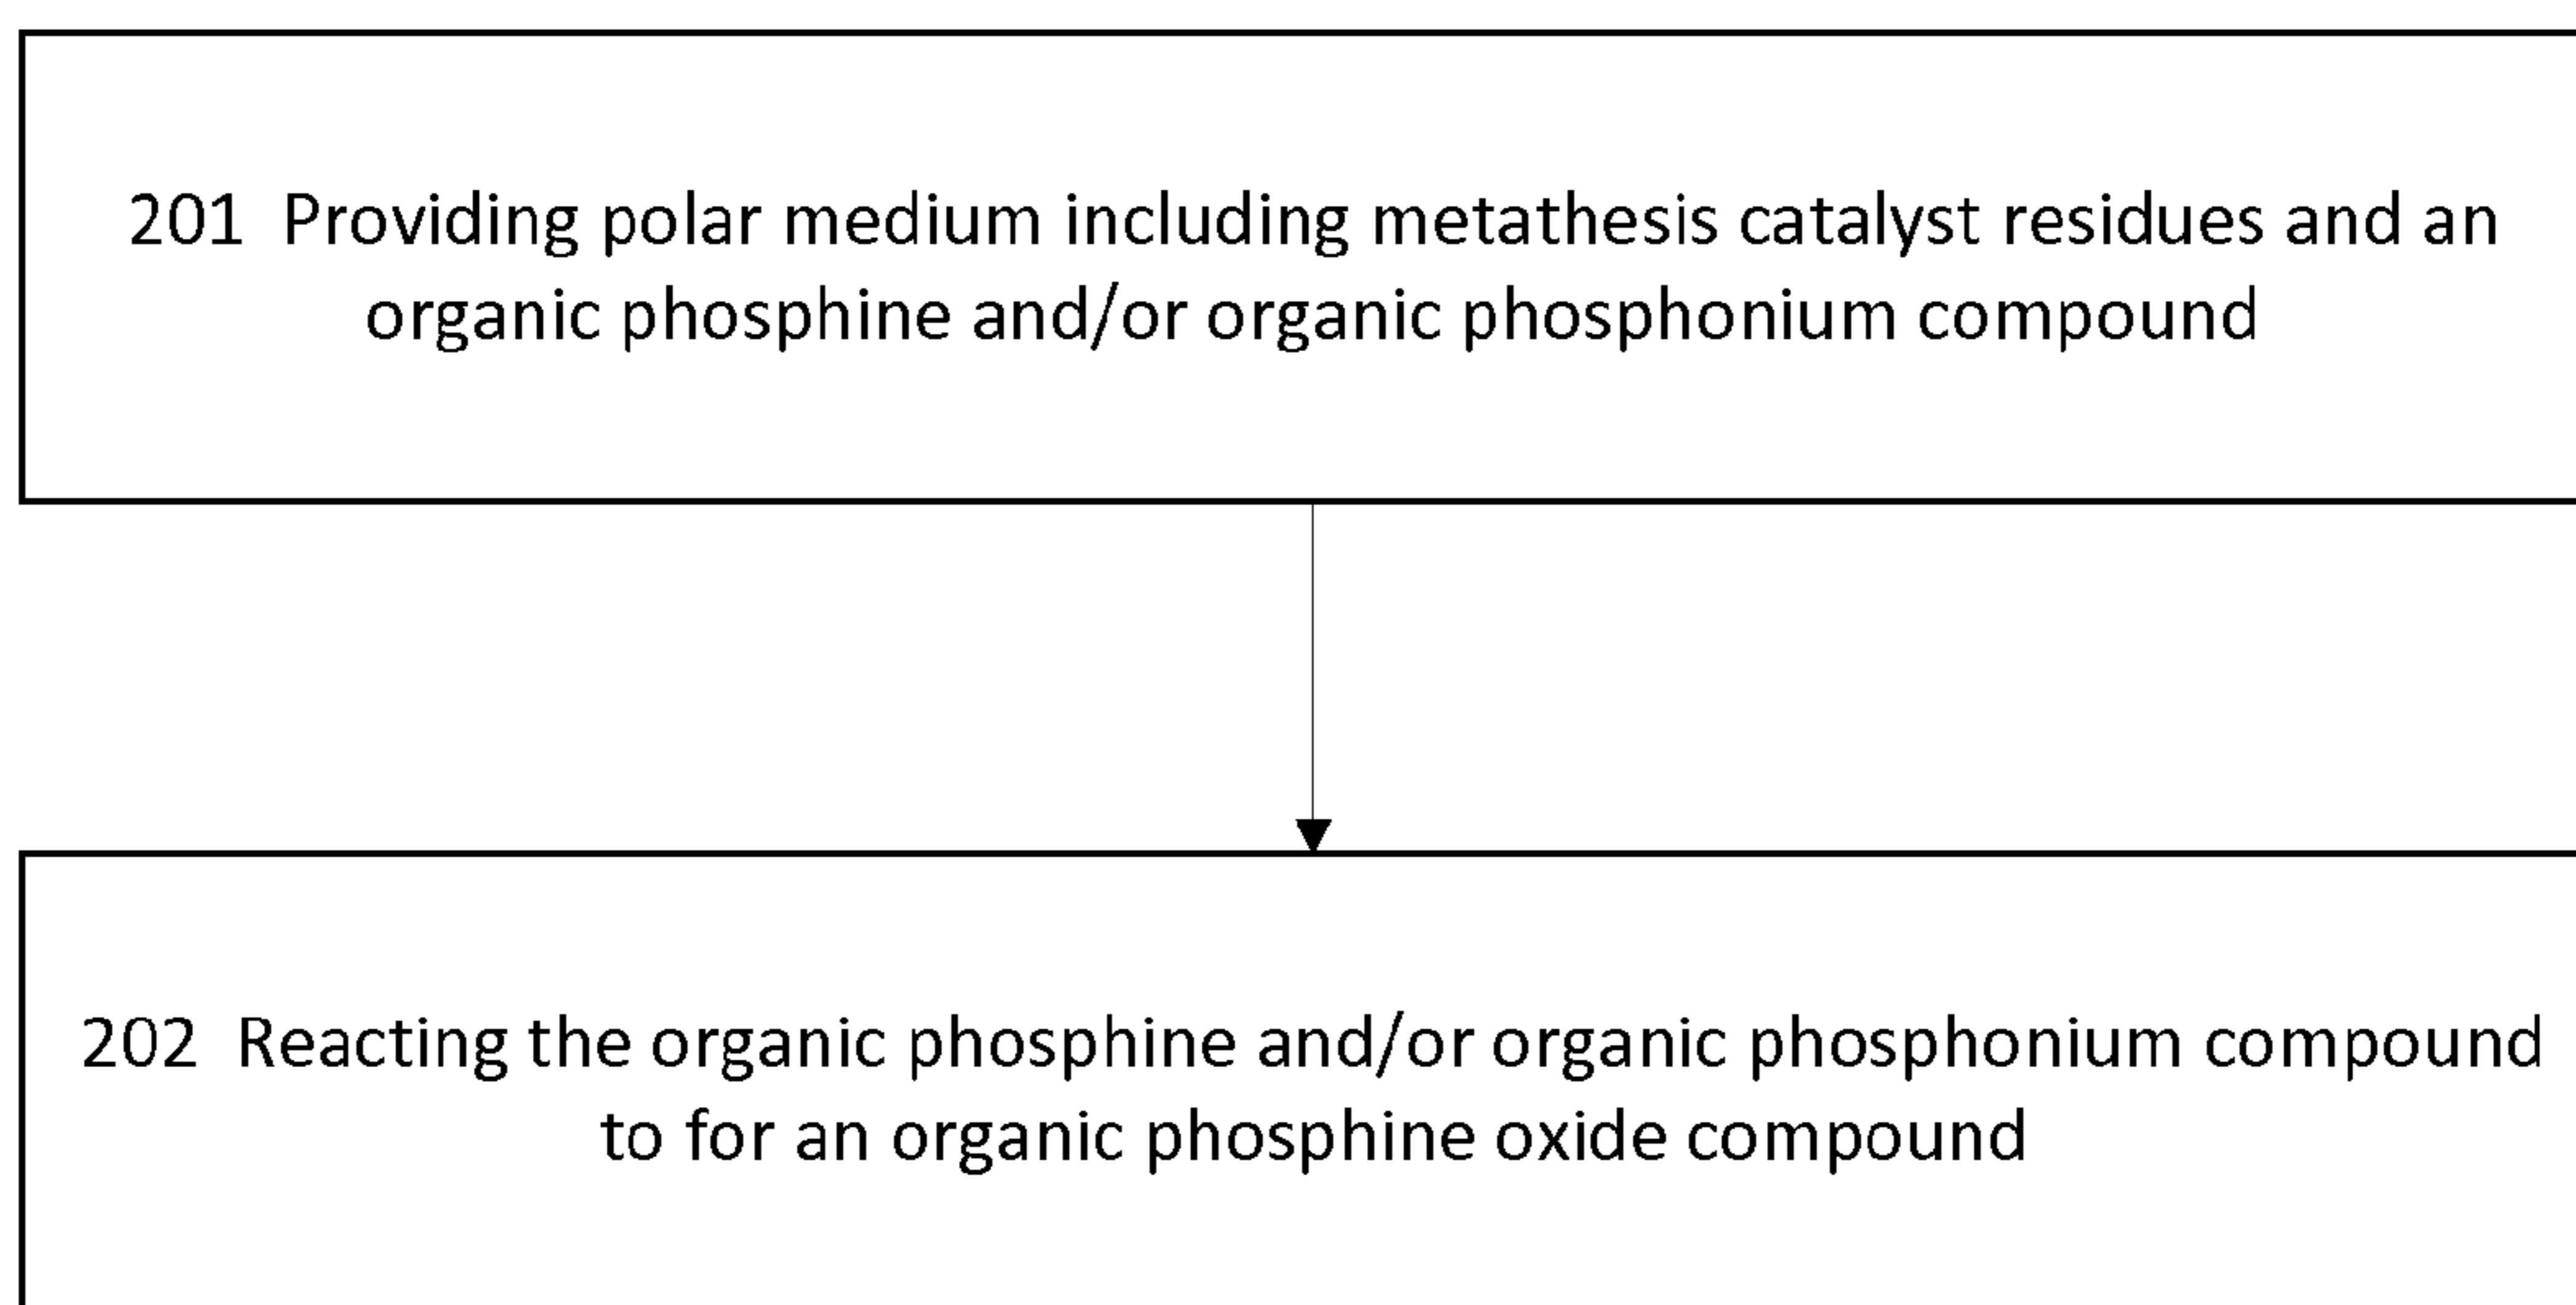 201 Providing polar medium including metathesis catalyst residues and an
organic phosphine and/or organic phosphonium compound
202 Reacting the organic phosphine and/or organic phosphonium compound
to for an organic phosphine oxide compound